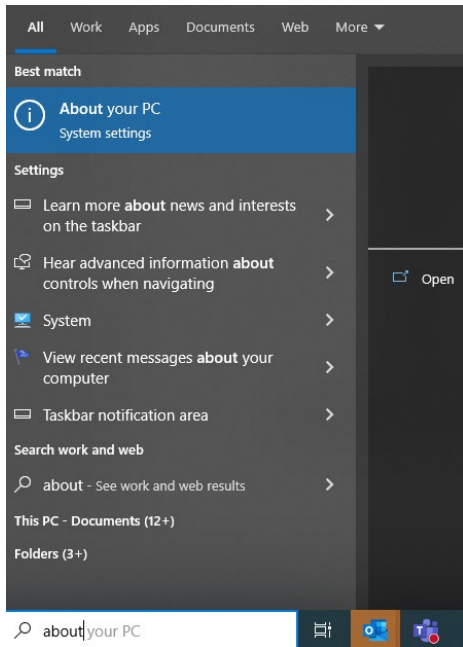 All Work Apps Documents Web More
Best match
About your PC
System settings
Settings
Learn more about news and interests
on the taskbar
Hear advanced information about
controls when navigating
Open
System
View recent messages about your
computer
Taskbar notification area
Search work and web
about - See work and web results
This PC - Documents (12+)
Folders (3+)
about your PC